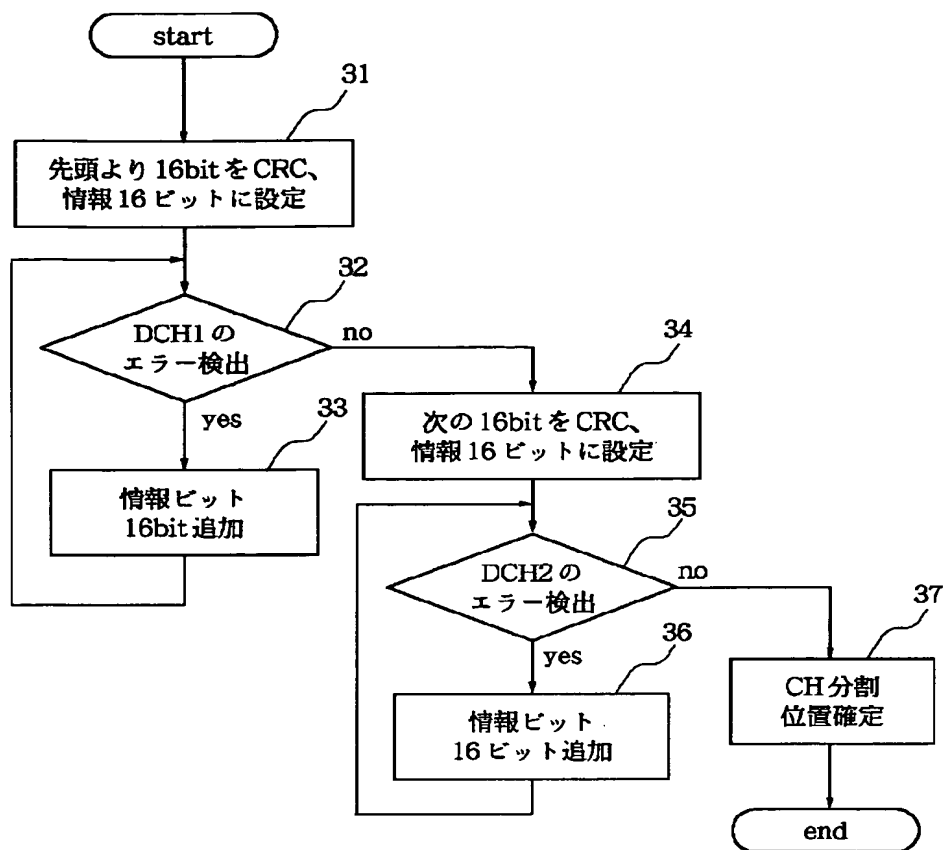 start
31
先頭より 16bitをCRC、
情報16ビットに設定
32
DCH1の
エラー検出
no
yes
33
情報ビット
16bit追加
34
次の16bitをCRC、
情報16ビットに設定
35
DCH2の
エラー検出
no
yes
36
情報ビット
16ビット追加
37
CH分割
位置確定
end